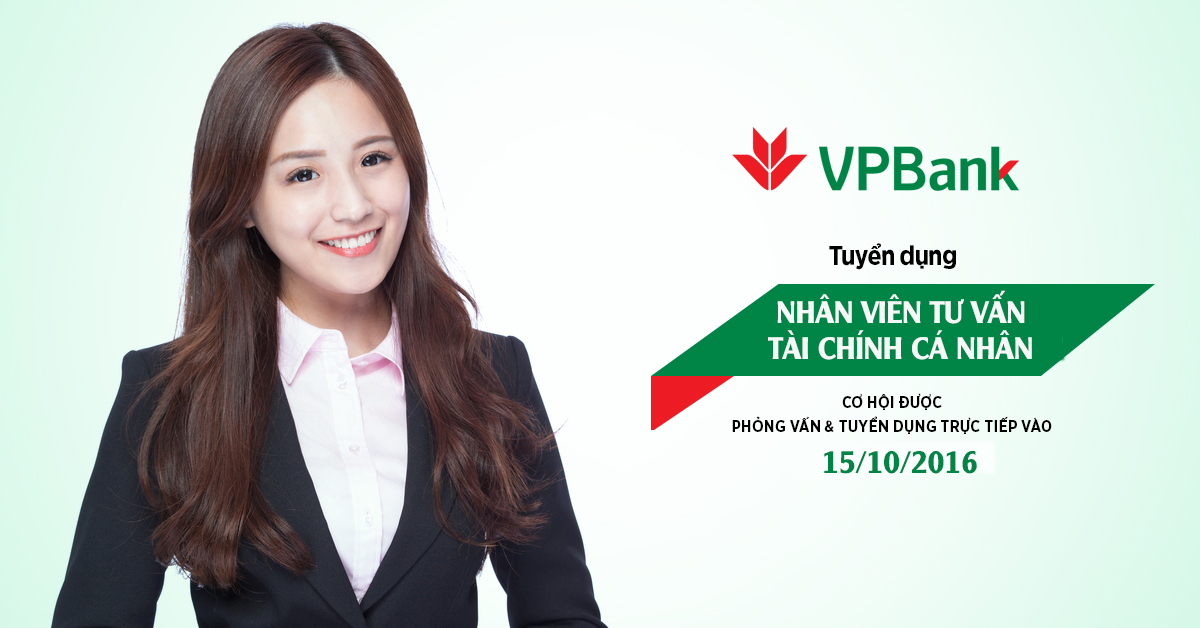 VPBank
Tuyển dụng
NHÂN VIÊN TƯ VẤN
TÀI CHÍNH CÁ NHÂN
CƠ HỘI ĐƯỢC
PHỎNG VẤN & TUYỂN DỤNG TRỰC TIẾP VÀO
15/10/2016